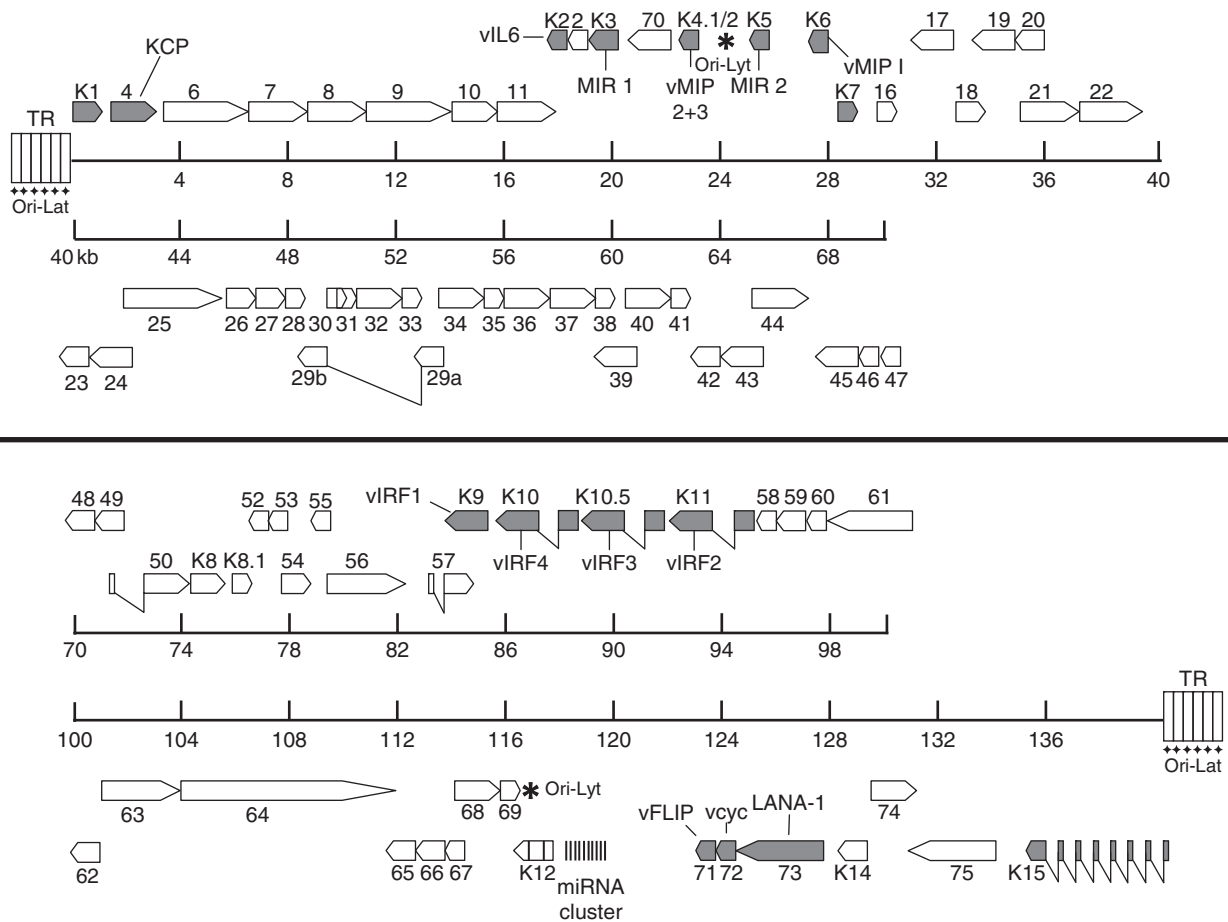 K2 2 K3 70 K4.1/2 K5 K6 17 19 20
vIL6
KCP
MIR 1
vMIP
2+3
* Ori-Lyt
MIR 2
vMIP I
K1 4 6 7 8 9 10 11 K7 16 18 21 22
TR
Ori-Lat
4 8 12 16 20 24 28 32 36 40
40 kb 44 48 52 56 60 64 68
25 26 27 28 30 31 32 33 34 35 36 37 38 40 41 44
23 24 29b 29a 39 42 43 45 46 47
48 49 52 53 55 vIRF1 K9 K10 K10.5 K11 58 59 60 61
vIRF4 vIRF3 vIRF2
50 K8 K8.1 54 56 57
70 74 78 82 86 90 94 98
TR
100 104 108 112 116 120 124 128 132 136
Ori-Lat
63 64 68 69 * Ori-Lyt 74
vFLIP vcyc LANA-1
62 65 66 67 K12 71 72 73 K14 75 K15
miRNA
cluster